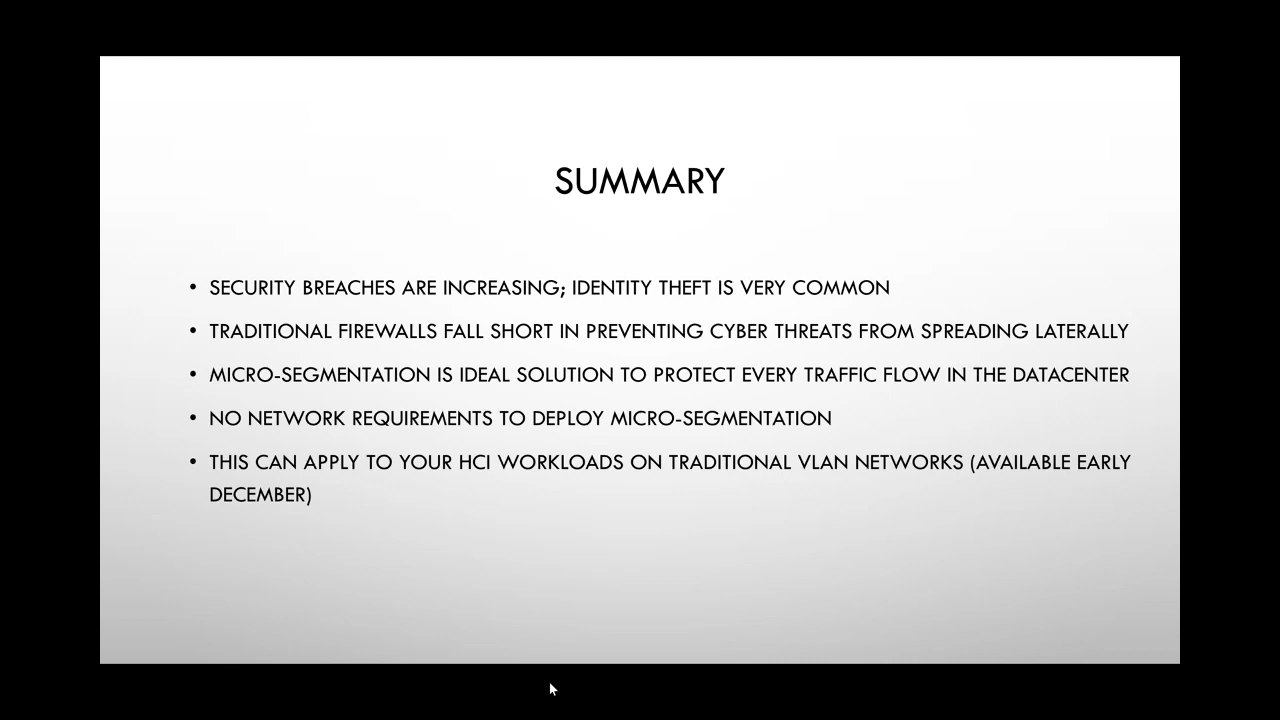 SUMMARY
• SECURITY BREACHES ARE INCREASING; IDENTITY THEFT IS VERY COMMON
• TRADITIONAL FIREWALLS FALL SHORT IN PREVENTING CYBER THREATS FROM SPREADING LATERALLY
• MICRO-SEGMENTATION IS IDEAL SOLUTION TO PROTECT EVERY TRAFFIC FLOW IN THE DATACENTER
• NO NETWORK REQUIREMENTS TO DEPLOY MICRO-SEGMENTATION
• THIS CAN APPLY TO YOUR HCI WORKLOADS ON TRADITIONAL VLAN NETWORKS (AVAILABLE EARLY
DECEMBER)